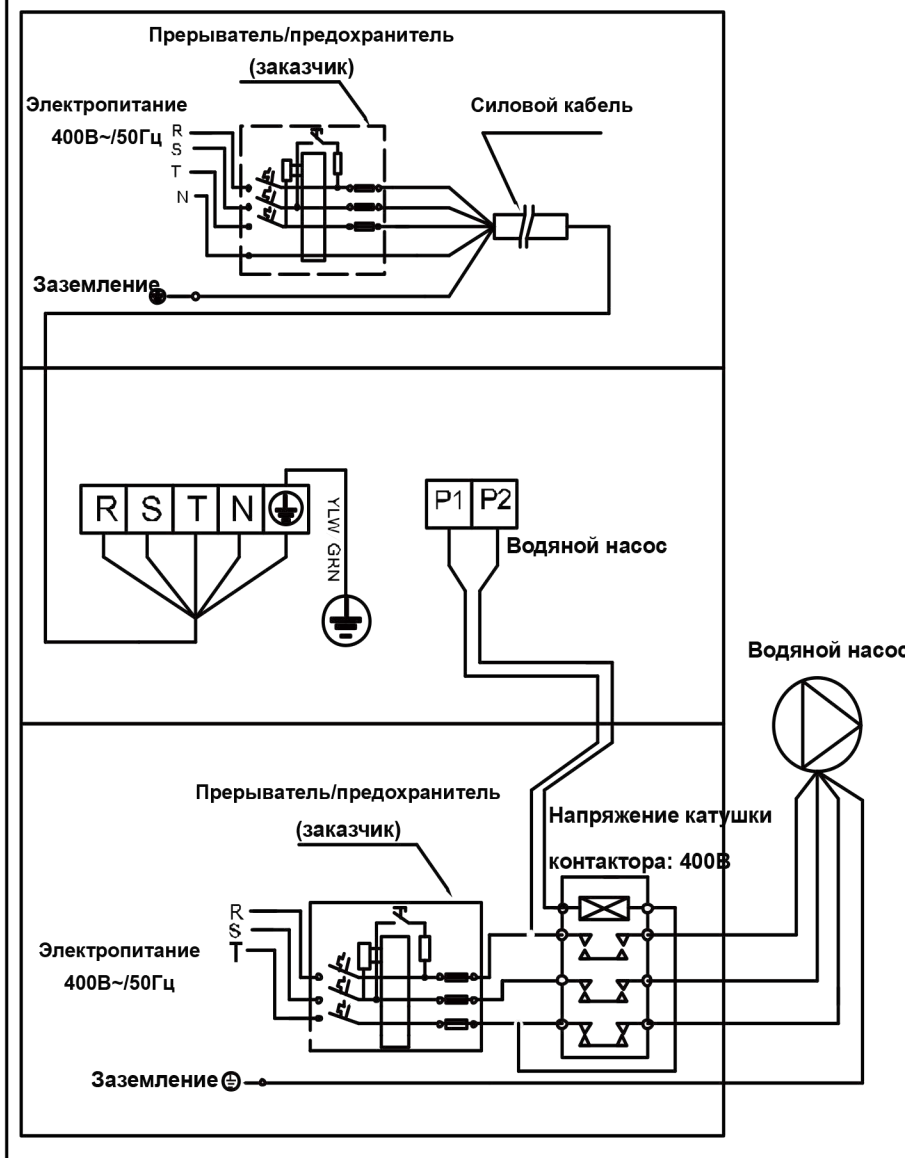 Прерыватель/предохранитель
(заказчик)
Электропитание
400В~/50Гц
R
S
T
N
Силовой кабель
Заземление
R S T N
YLW GRN
P1 P2
Водяной насос
Водяной насос
Прерыватель/предохранитель
(заказчик)
Напряжение катушки
контактора: 400В
R
S
T
Электропитание
400В~/50Гц
Заземление